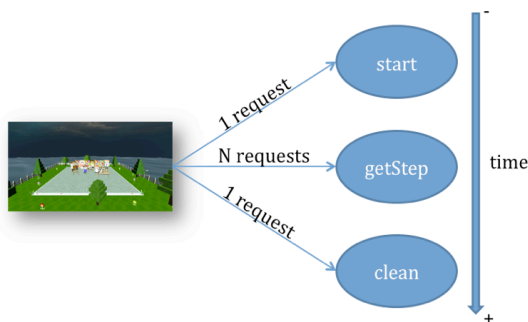 -
start
1 request
N requests
getStep
time
1 request
clean
+